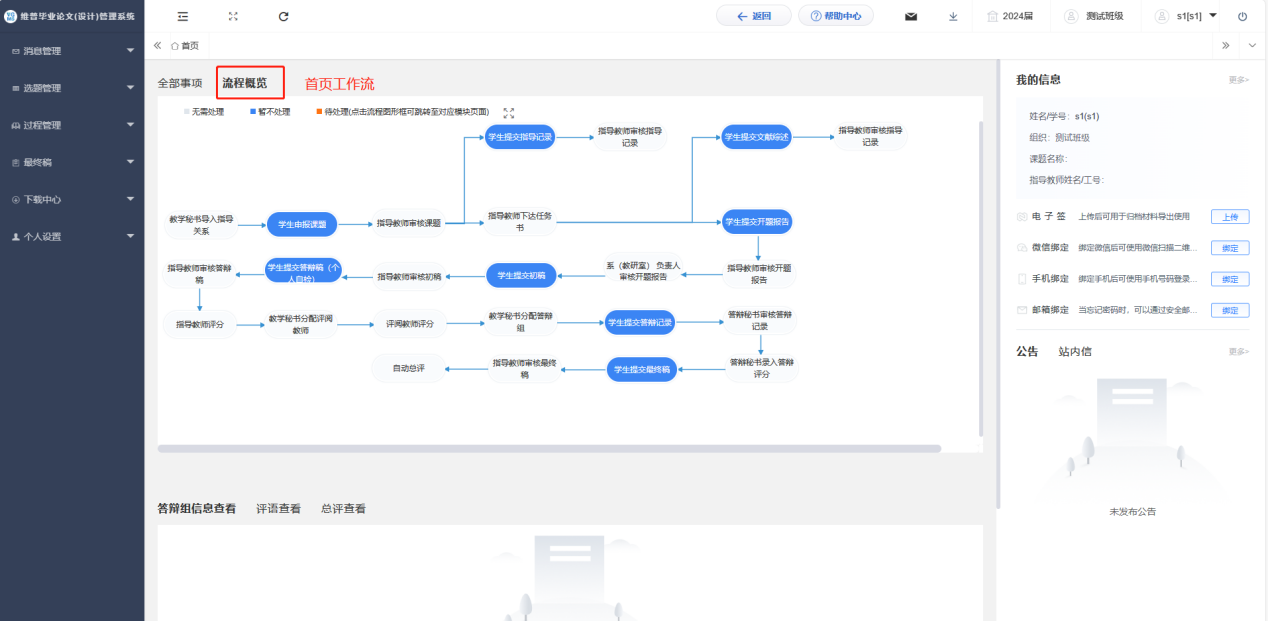 维普毕业论文(设计)管理系统
返回
帮助中心
2024届
测试班级
s1[s1]
首页
消息管理
选题管理
过程管理
最终稿
下载中心
个人设置
全部事项
流程概览
首页工作流
无需处理
暂不处理
待处理(点击流程图形框可跳转至对应模块页面)
学生提交指导记录
指导教师审核指导
记录
学生提交文献综述
指导教师审核指导
记录
教学秘书导入指导
关系
学生申报课题
指导教师审核课题
指导教师下达任务
书
学生提交开题报告
指导教师审核答辩
稿
学生提交答辩稿（个
人自检）
指导教师审核初稿
学生提交初稿
系（教研室）负责人
审核开题报告
指导教师审核开题
报告
指导教师评分
教学秘书分配评阅
教师
评阅教师评分
教学秘书分配答辩
组
学生提交答辩记录
答辩秘书审核答辩
记录
自动总评
指导教师审核最终
稿
学生提交最终稿
答辩秘书录入答辩
评分
我的信息
更多>
姓名/学号：s1(s1)
组织：测试班级
课题名称：
指导教师姓名/工号：
电 子 签
上传后可用于归档材料导出使用
上传
微信绑定
绑定微信后可使用微信扫描二维...
绑定
手机绑定
绑定手机后可使用手机号码登录...
绑定
邮箱绑定
当忘记密码时，可以通过安全邮...
绑定
公告
站内信
更多>
未发布公告
答辩组信息查看
评语查看
总评查看